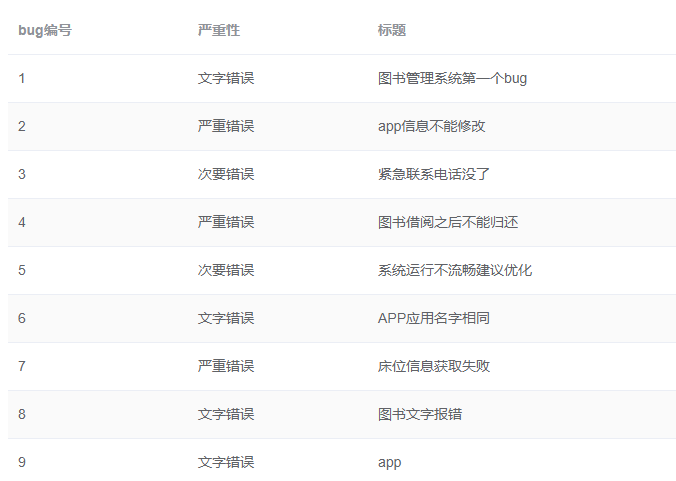 bug编号 严重性 标题
1 文字错误 图书管理系统第一个bug
2 严重错误 app信息不能修改
3 次要错误 紧急联系电话没了
4 严重错误 图书借阅之后不能归还
5 次要错误 系统运行不流畅建议优化
6 文字错误 APP应用名字相同
7 严重错误 床位信息获取失败
8 文字错误 图书文字报错
9 文字错误 app